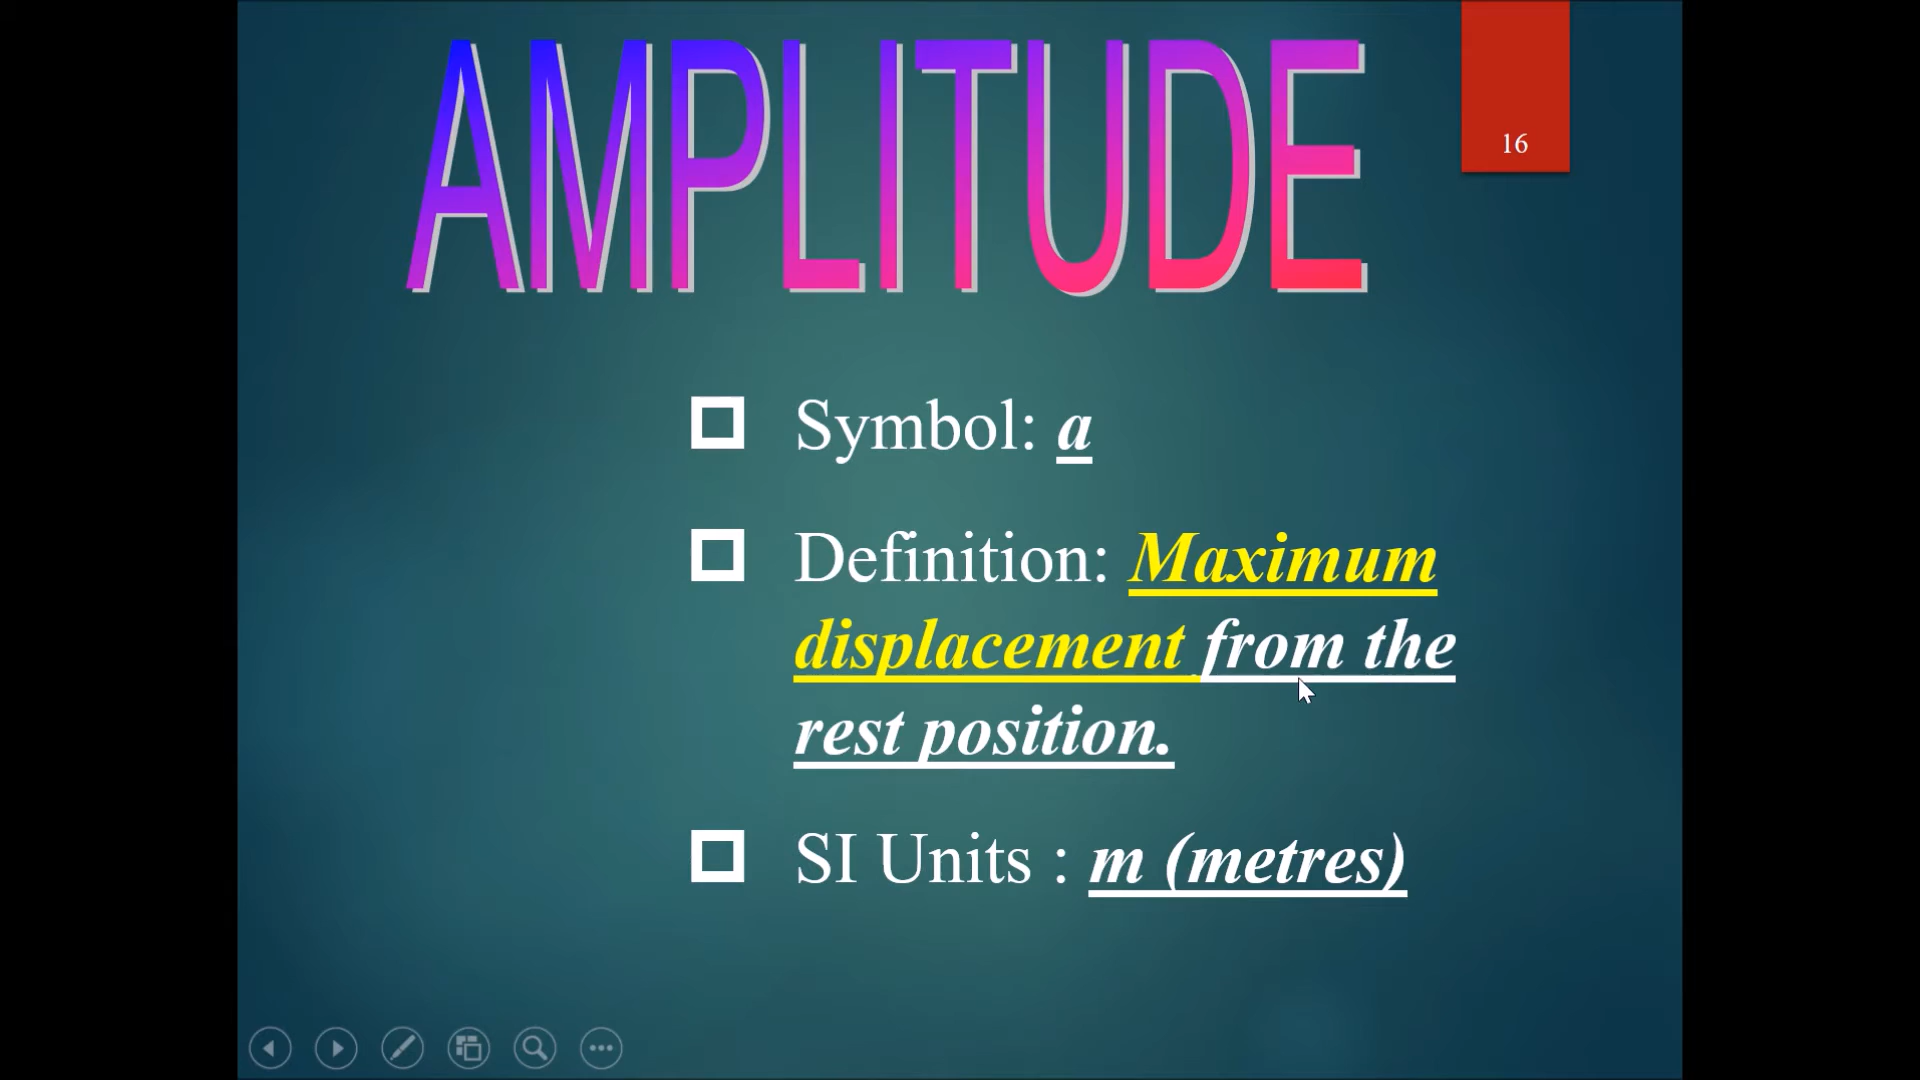 AMPLITUDE
16
Symbol: a
Definition: Maximum
displacement from the
rest position.
SI Units : m (metres)